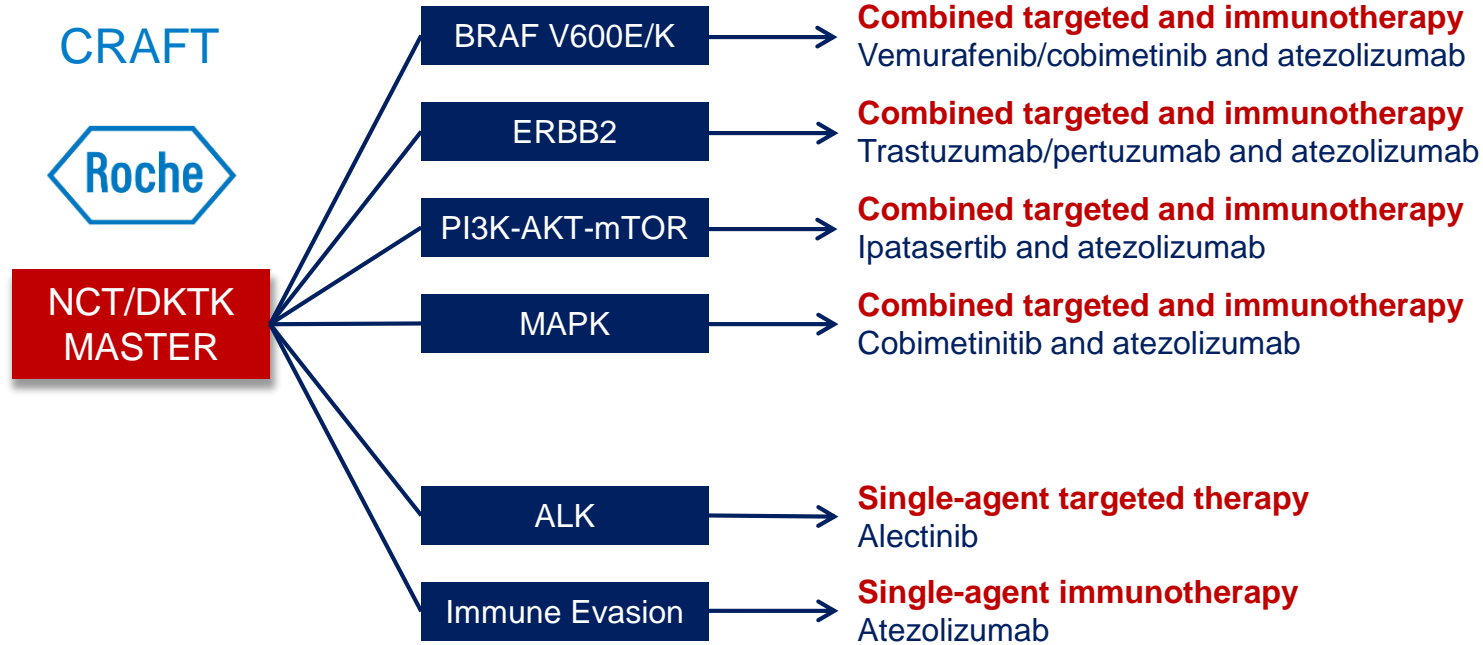 CRAFT
Roche
NCT/DKTK
MASTER
BRAF V600E/K
Combined targeted and immunotherapy
Vemurafenib/cobimetinib and atezolizumab
ERBB2
Combined targeted and immunotherapy
Trastuzumab/pertuzumab and atezolizumab
PI3K-AKT-mTOR
Combined targeted and immunotherapy
Ipatasertib and atezolizumab
MAPK
Combined targeted and immunotherapy
Cobimetinitib and atezolizumab
ALK
Single-agent targeted therapy
Alectinib
Immune Evasion
Single-agent immunotherapy
Atezolizumab